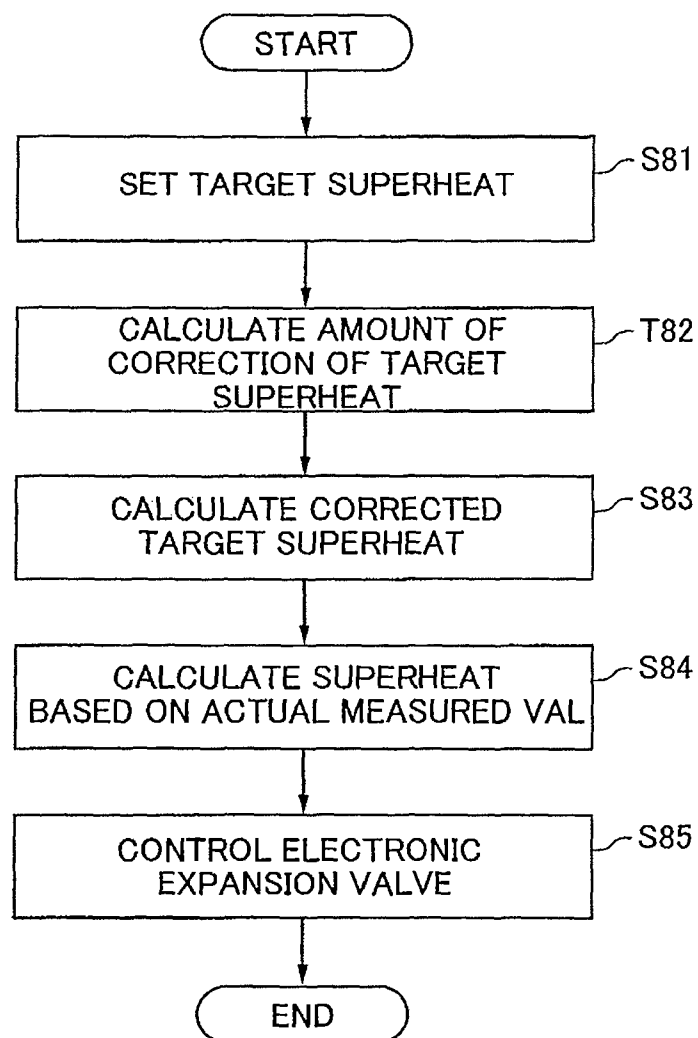 START
SET TARGET SUPERHEAT
S81
CALCULATE AMOUNT OF
CORRECTION OF TARGET
SUPERHEAT
T82
CALCULATE CORRECTED
TARGET SUPERHEAT
S83
CALCULATE SUPERHEAT
BASED ON ACTUAL MEASURED VAL
S84
CONTROL ELECTRONIC
EXPANSION VALVE
S85
END